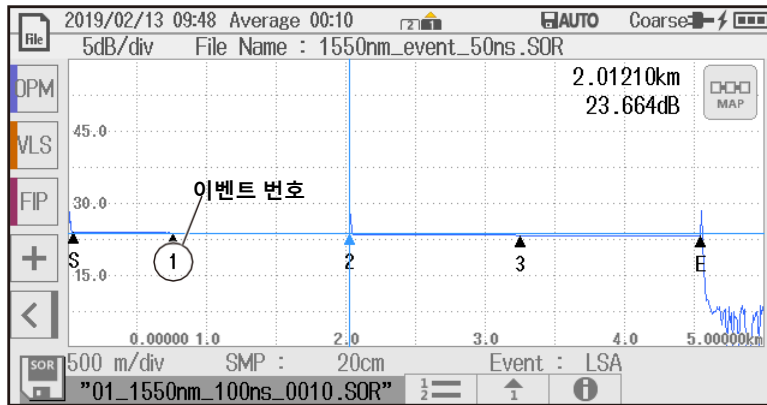 2019/02/13 09:48 Average 00:10 2 1 AUTO Coarse
File 5dB/div File Name : 1550nm_event_50ns.SOR
OPM
VLS
FIP
+
<
2.01210km
23.664dB
MAP
45.0
이벤트 번호
30.0
S 1 2 3 E
15.0
0.00000 1.0 2.0 3.0 4.0 5.00000km
500 m/div SMP : 20cm Event : LSA
SOR "01_1550nm_100ns_0010.SOR" 1 2 1